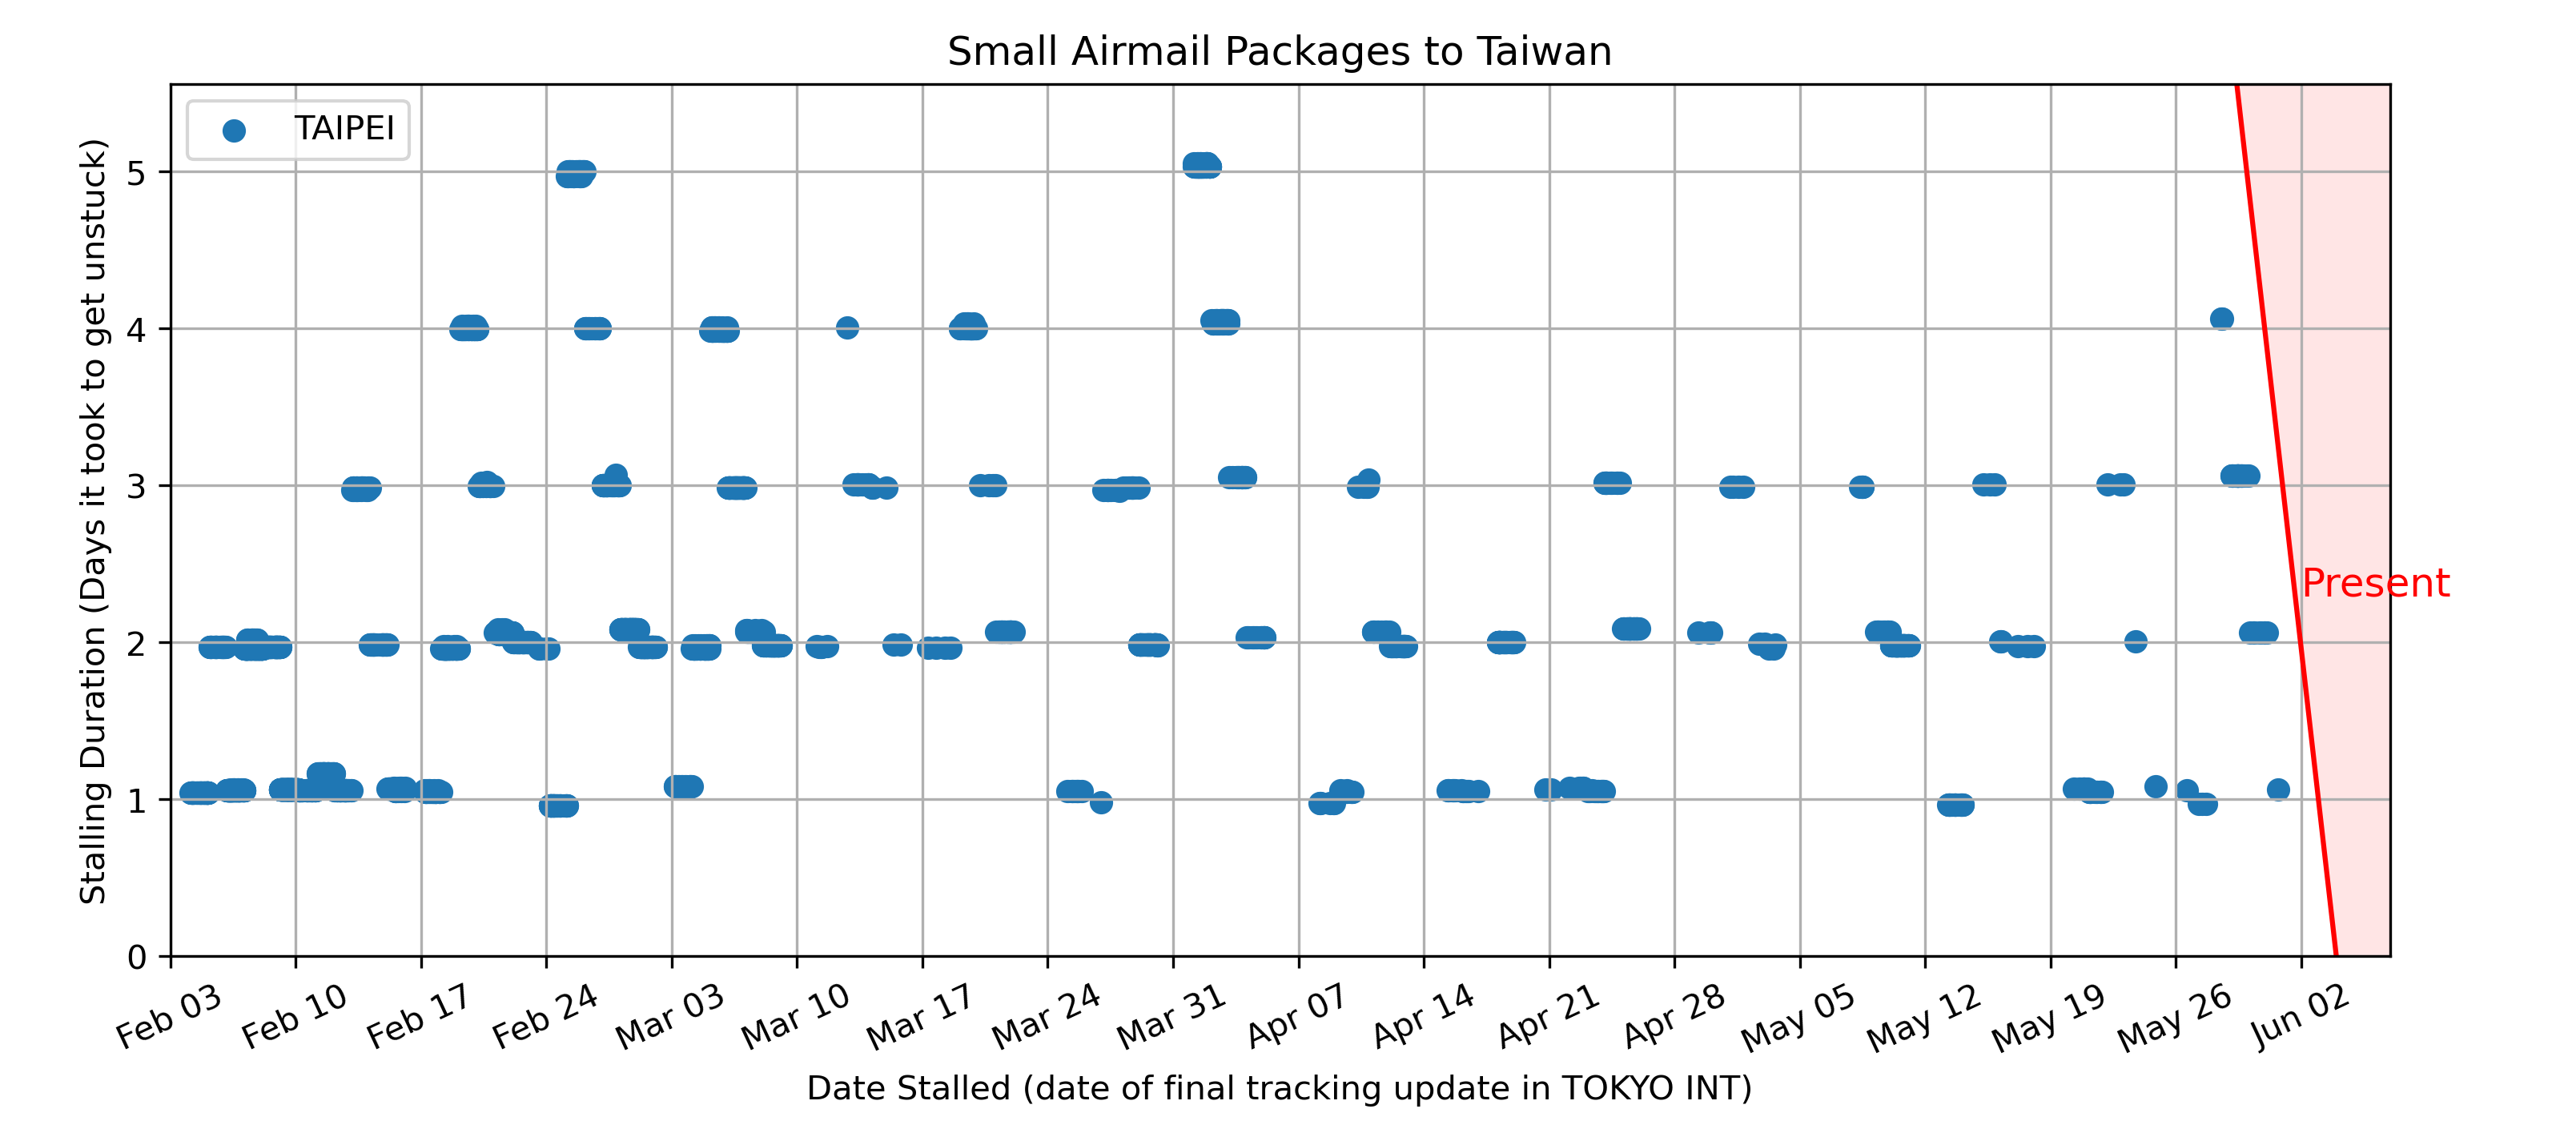 Small Airmail Packages to Taiwan
TAIPEI
Stalling Duration (Days it took to get unstuck)
5
4
3
2
1
0
Present
Feb 03
Feb 10
Feb 17
Feb 24
Mar 03
Mar 10
Mar 17
Mar 24
Mar 31
Apr 07
Apr 14
Apr 21
Apr 28
May 05
May 12
May 19
May 26
Jun 02
Date Stalled (date of final tracking update in TOKYO INT)